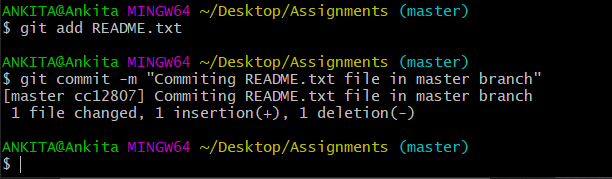 ANKITA@Ankita MINGW64 ~/Desktop/Assignments (master)
$ git add README.txt
ANKITA@Ankita MINGW64 ~/Desktop/Assignments (master)
$ git commit -m "Commiting README.txt file in master branch"
[master cc12807] Commiting README.txt file in master branch
 1 file changed, 1 insertion(+), 1 deletion(-)
ANKITA@Ankita MINGW64 ~/Desktop/Assignments (master)
$